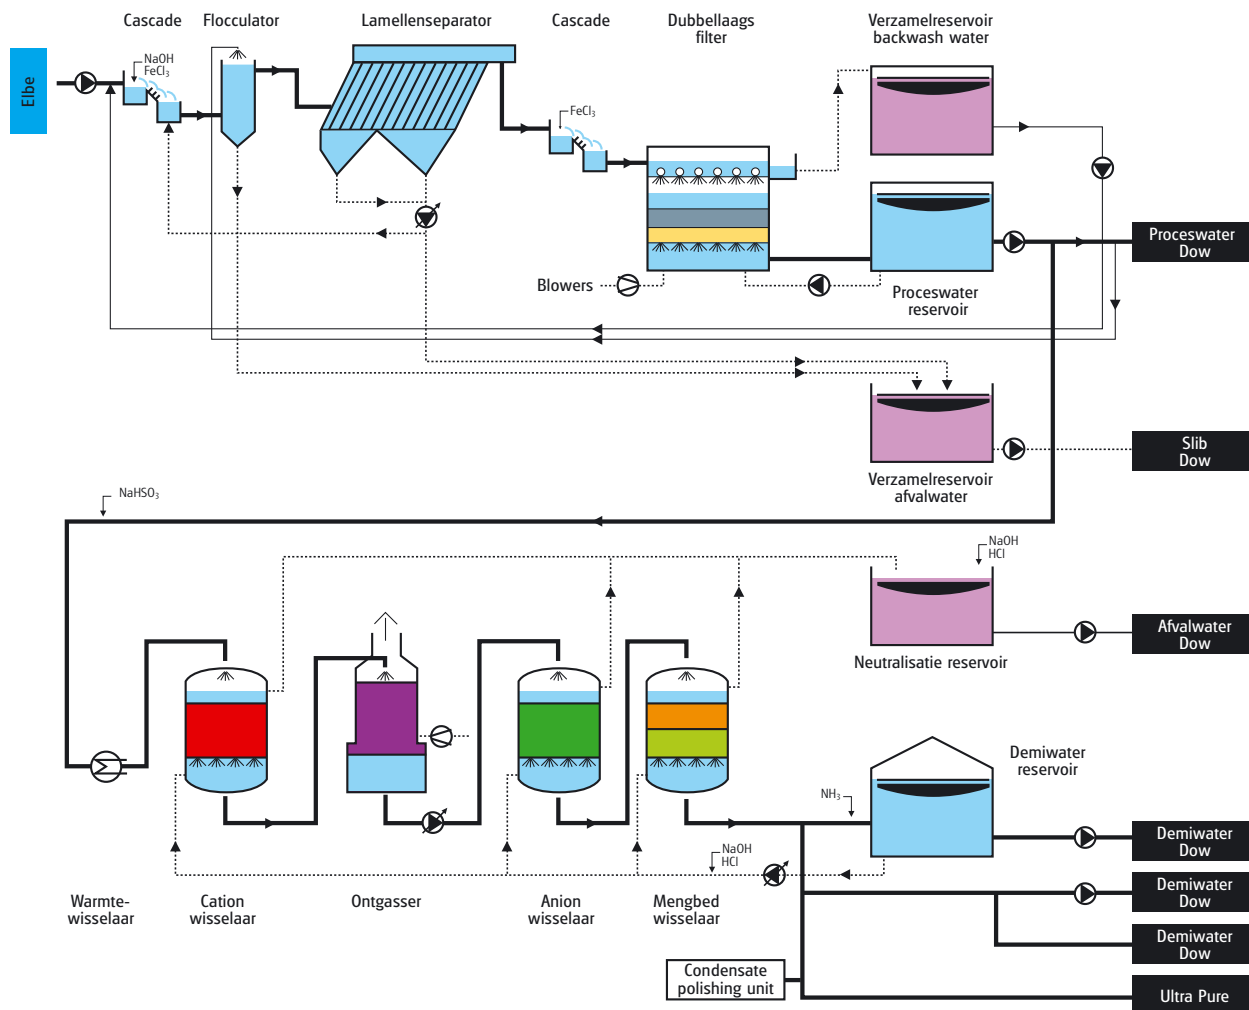 Cascade
Flocculator
Lamellenseparator
Cascade
Dubbellaags
filter
Verzamelreservoir
backwash water
Elbe
NaOH
FeCl₃
FeCl₃
Blowers
Proceswater
reservoir
Proceswater
Dow
Slib
Dow
Verzamelreservoir
afvalwater
NaHSO₃
NaOH
HCl
Neutralisatie reservoir
Afvalwater
Dow
Demiwater
reservoir
NH₃
NaOH
HCl
Demiwater
Dow
Demiwater
Dow
Demiwater
Dow
Warmte-
wisselaar
Cation
wisselaar
Ontgasser
Anion
wisselaar
Mengbed
wisselaar
Condensate
polishing unit
Ultra Pure